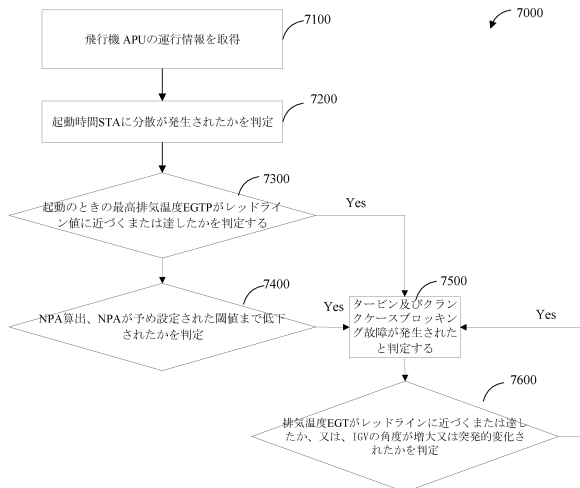 7000
7100
飛行機 APUの運行情報を取得
7200
起動時間STAに分散が発生されたかを判定
7300
起動のときの最高排気温度EGTPがレッドライ
ン値に近づくまたは達したかを判定する
Yes
7400
NPA算出、NPAが予め設定された閾値まで低下
されたかを判定
Yes
7500
タービン及びクラン
クケースブロッキン
グ故障が発生された
と判定する
Yes
7600
排気温度EGTがレッドラインに近づくまたは達し
たか、又は、IGVの角度が増大又は突発的変化さ
れたかを判定